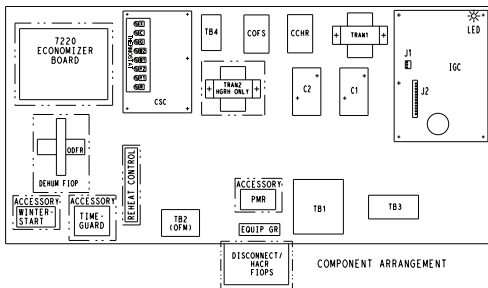 7220
ECONOMIZER
BOARD
THERMOSTAT
CSC
TB4
COFS
CCHR
TRAN1
LED
TRAN2
HGRH ONLY
C2
C1
J1
J2
IGC
ODFR
DEHUM FIOP
REHEAT CONTROL
ACCESSORY
WINTER-
START
ACCESSORY
TIME-
GUARD
TB2
(OFM)
ACCESSORY
PMR
EQUIP GR
TB1
TB3
DISCONNECT/
HACR
FIOPS
COMPONENT ARRANGEMENT